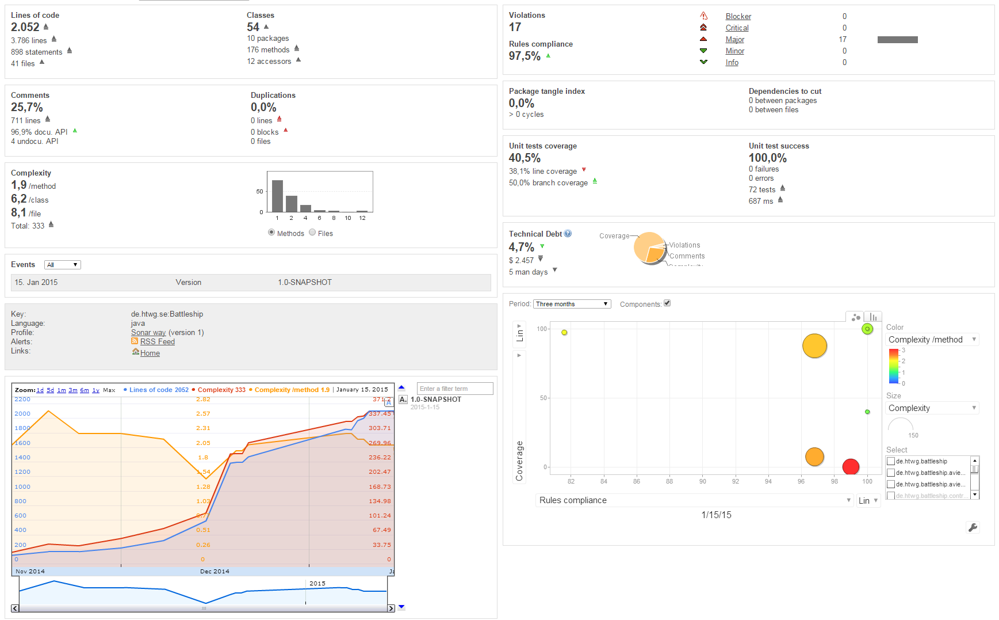 Lines of code
2.052
3.786 lines
898 statements
41 files
Classes
54
10 packages
176 methods
12 accessors
Comments
25,7%
711 lines
96,9% docu. API
4 undocu. API
Duplications
0,0%
0 lines
0 blocks
0 files
Complexity
1,9 /method
6,2 /class
8,1 /file
Total: 333
50
0
1 2 4 6 8 10 12
Methods Files
Events All
15. Jan 2015 Version 1.0-SNAPSHOT
Key: de.htwg.se:Battleship
Language: java
Profile: Sonar way (version 1)
Alerts: RSS Feed
Links: Home
Zoom: 1d 5d 1m 3m 6m 1y Max Lines of code 2052 Complexity 333 Complexity /method 1.9 | January 15, 2015
Enter a filter term
A. 1.0-SNAPSHOT
2015-1-15
A
2200 2.82 371.2
2000 2.57 337.45
1800 2.31 303.71
1600 2.05 269.96
1400 1.8 236.22
1200 1.54 202.47
1000 1.28 168.73
800 1.03 134.98
600 0.77 101.24
400 0.51 67.49
200 0.26 33.75
0 0 0
Nov 2014 Dec 2014
2015
Violations
17
Rules compliance
97,5%
Blocker 0
Critical 0
Major 17
Minor 0
Info 0
Package tangle index
0,0%
> 0 cycles
Dependencies to cut
0 between packages
0 between files
Unit tests coverage
40,5%
38,1% line coverage
50,0% branch coverage
Unit test success
100,0%
0 failures
0 errors
72 tests
687 ms
Technical Debt ?
4,7%
$ 2.457
5 man days
Coverage
Violations
Comments
Period: Three months Components:
Lin
Coverage
100
50
0
82 84 86 88 90 92 94 96 98 100
Rules compliance Lin
1/15/15
Color
Complexity /method
3
2
1
0
Size
Complexity
150
Select
de.htwg.battleship
de.htwg.battleship.avie...
de.htwg.battleship.avie...
de.htwg.battleship.contr...